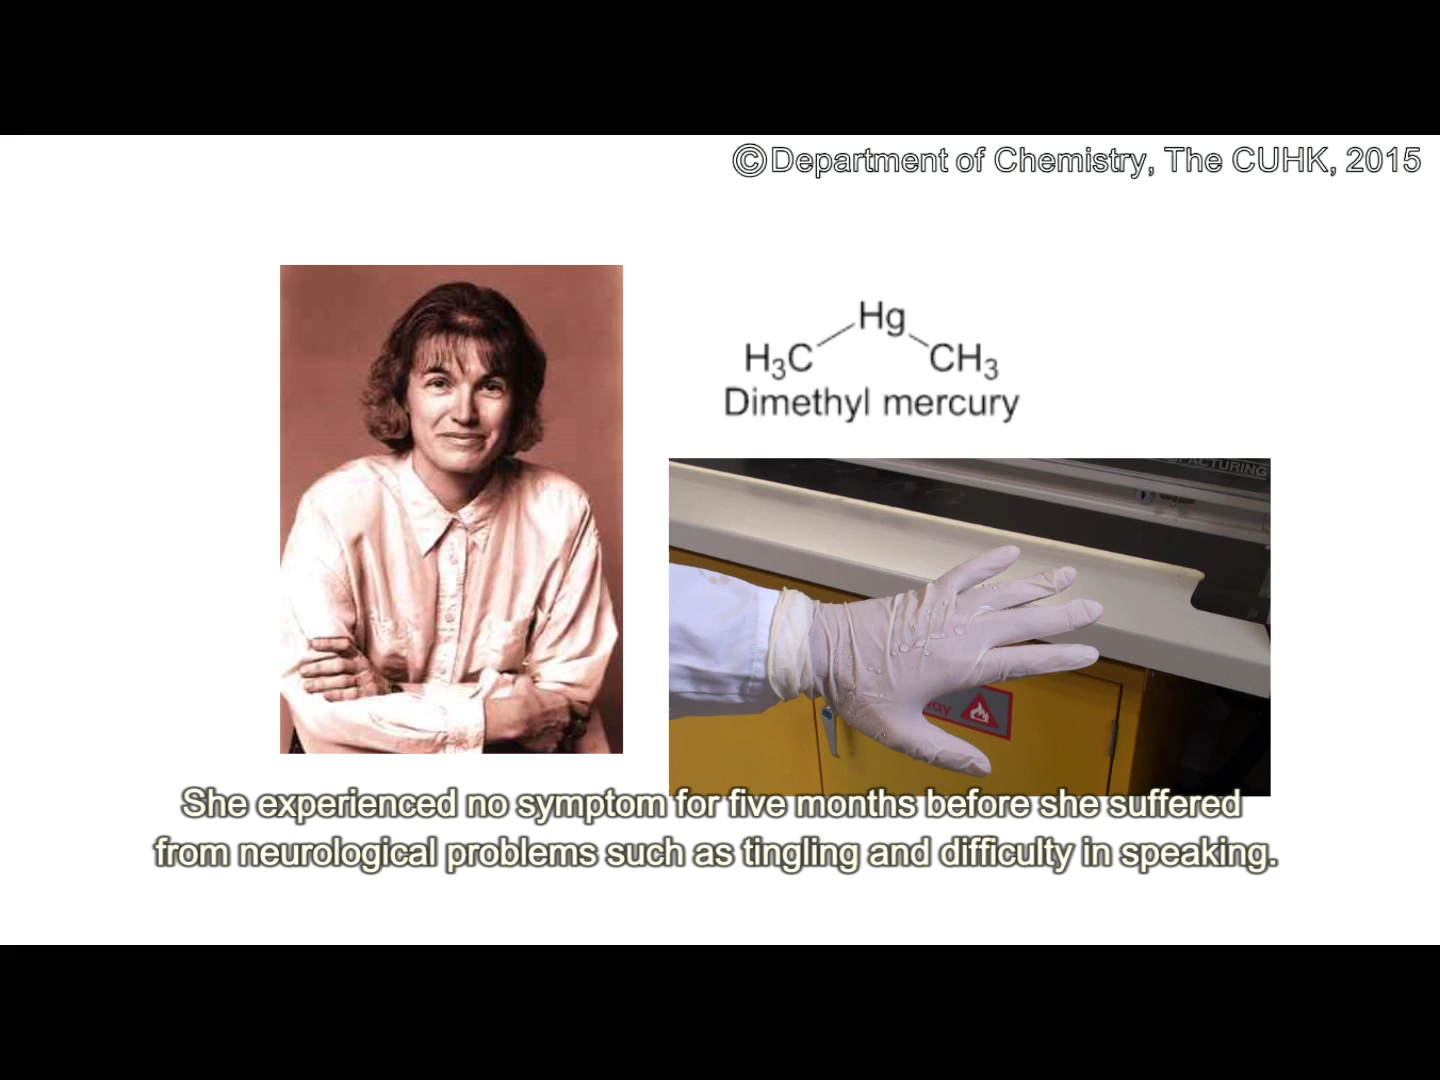 ©Department of Chemistry, The CUHK, 2015
Hg
H₃C
CH₃
Dimethyl mercury
She experienced no symptom for five months before she suffered
from neurological problems such as tingling and difficulty in speaking.